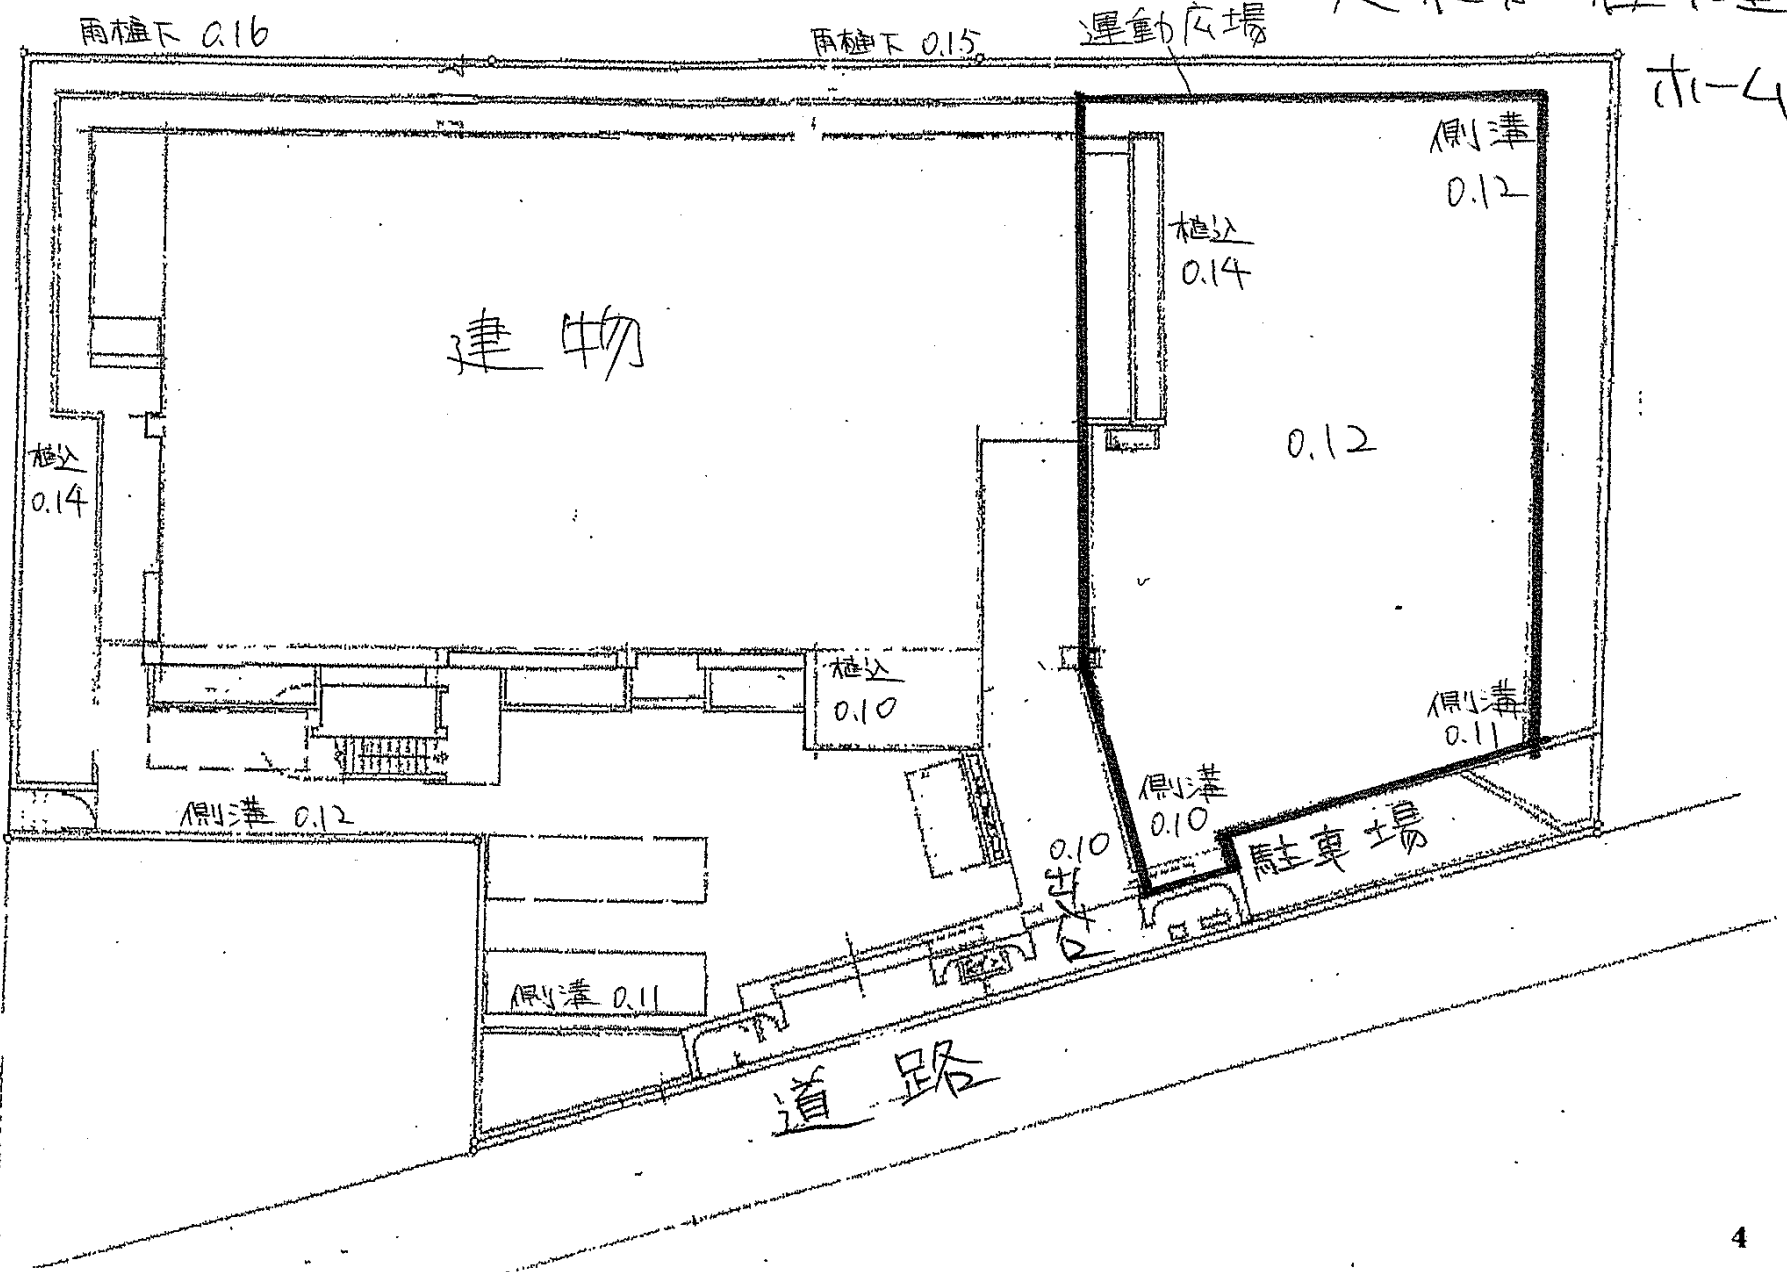 雨樋下 0.16
雨樋下 0.15
運動広場
ホーム
側溝
0.12
植込
0.14
建物
0.12
植込
0.14
植込
0.10
側溝
0.11
側溝
0.10
側溝 0.12
0.10
出入口
駐車場
側溝 0.11
道路
4